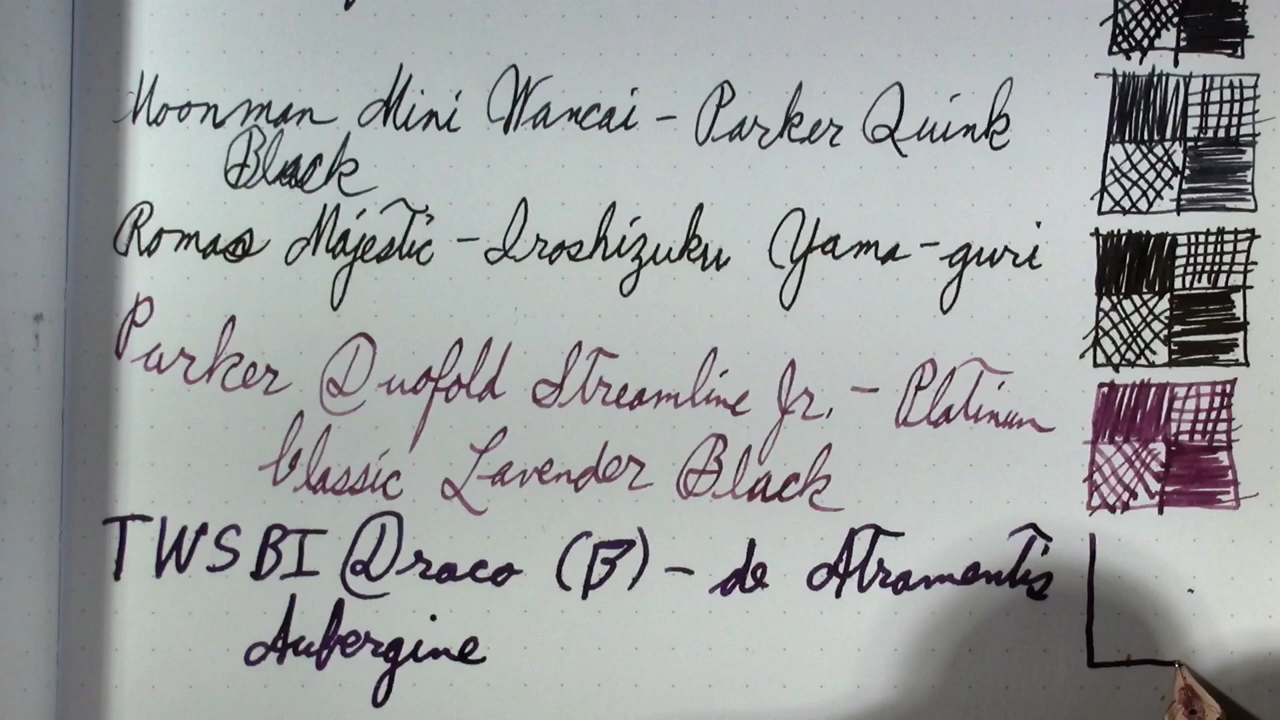 Moonman Mini Wancai - Parker Quink
Black
Romas Majestic - Iroshizuku Yama-guri
Parker Duofold Streamline Jr. - Platinum
Classic Lavender Black
TWSBI Draco (B) - de Atramentis
Aubergine